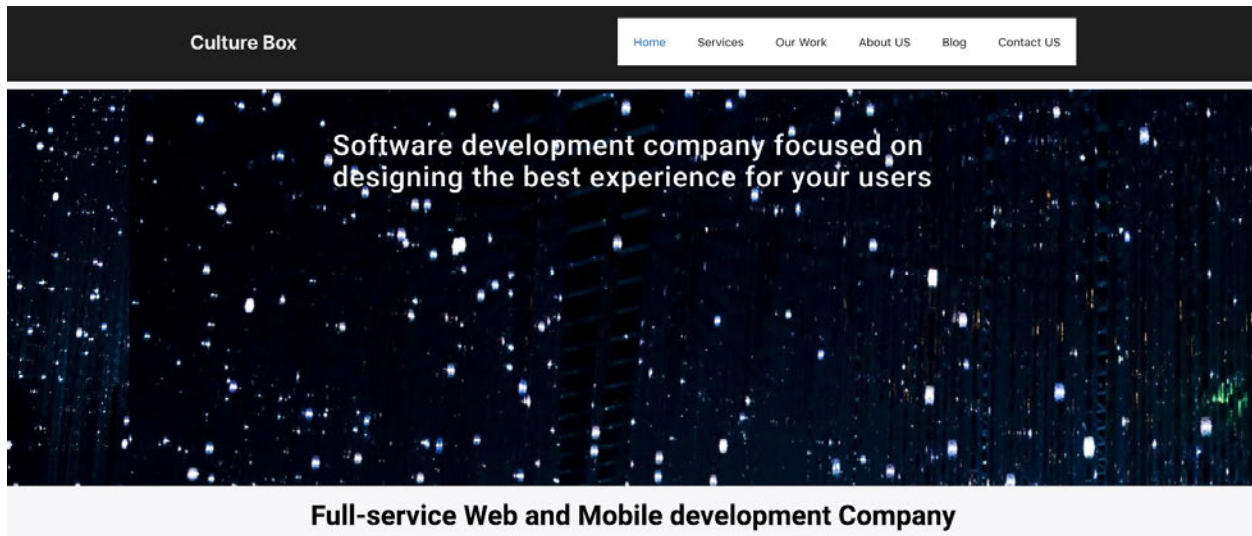 Culture Box
Home Services Our Work About US Blog Contact US
Software development company focused on
designing the best experience for your users
Full-service Web and Mobile development Company